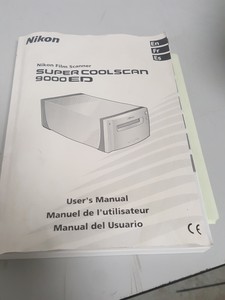 Nikon
En
Fr
Es
Nikon Film Scanner
SUPER COOLSCAN
9000 ED
User's Manual
Manuel de l'utilisateur
Manual del Usuario
CE